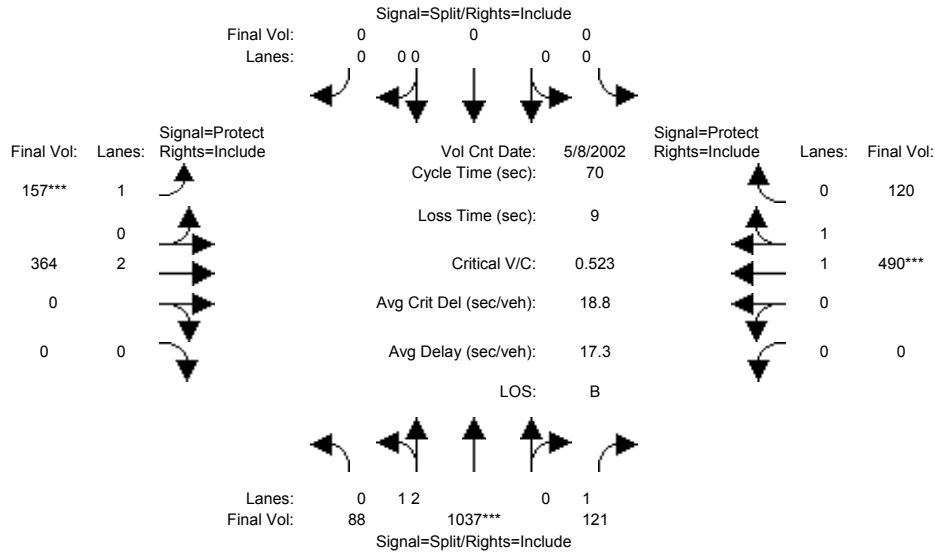 Signal=Split/Rights=Include
Final Vol: 0 0 0
Lanes: 0 0 0 0 0
Signal=Protect Signal=Protect
Final Vol: Lanes: Rights=Include Vol Cnt Date: 5/8/2002 Rights=Include Lanes: Final Vol:
Cycle Time (sec): 70
157*** 1 0 120
Loss Time (sec): 9
0 1
364 2 Critical V/C: 0.523 1 490***
0 Avg Crit Del (sec/veh): 18.8 0
0 0 Avg Delay (sec/veh): 17.3 0 0
LOS: B
Lanes: 0 1 2 0 1
Final Vol: 88 1037*** 121
Signal=Split/Rights=Include